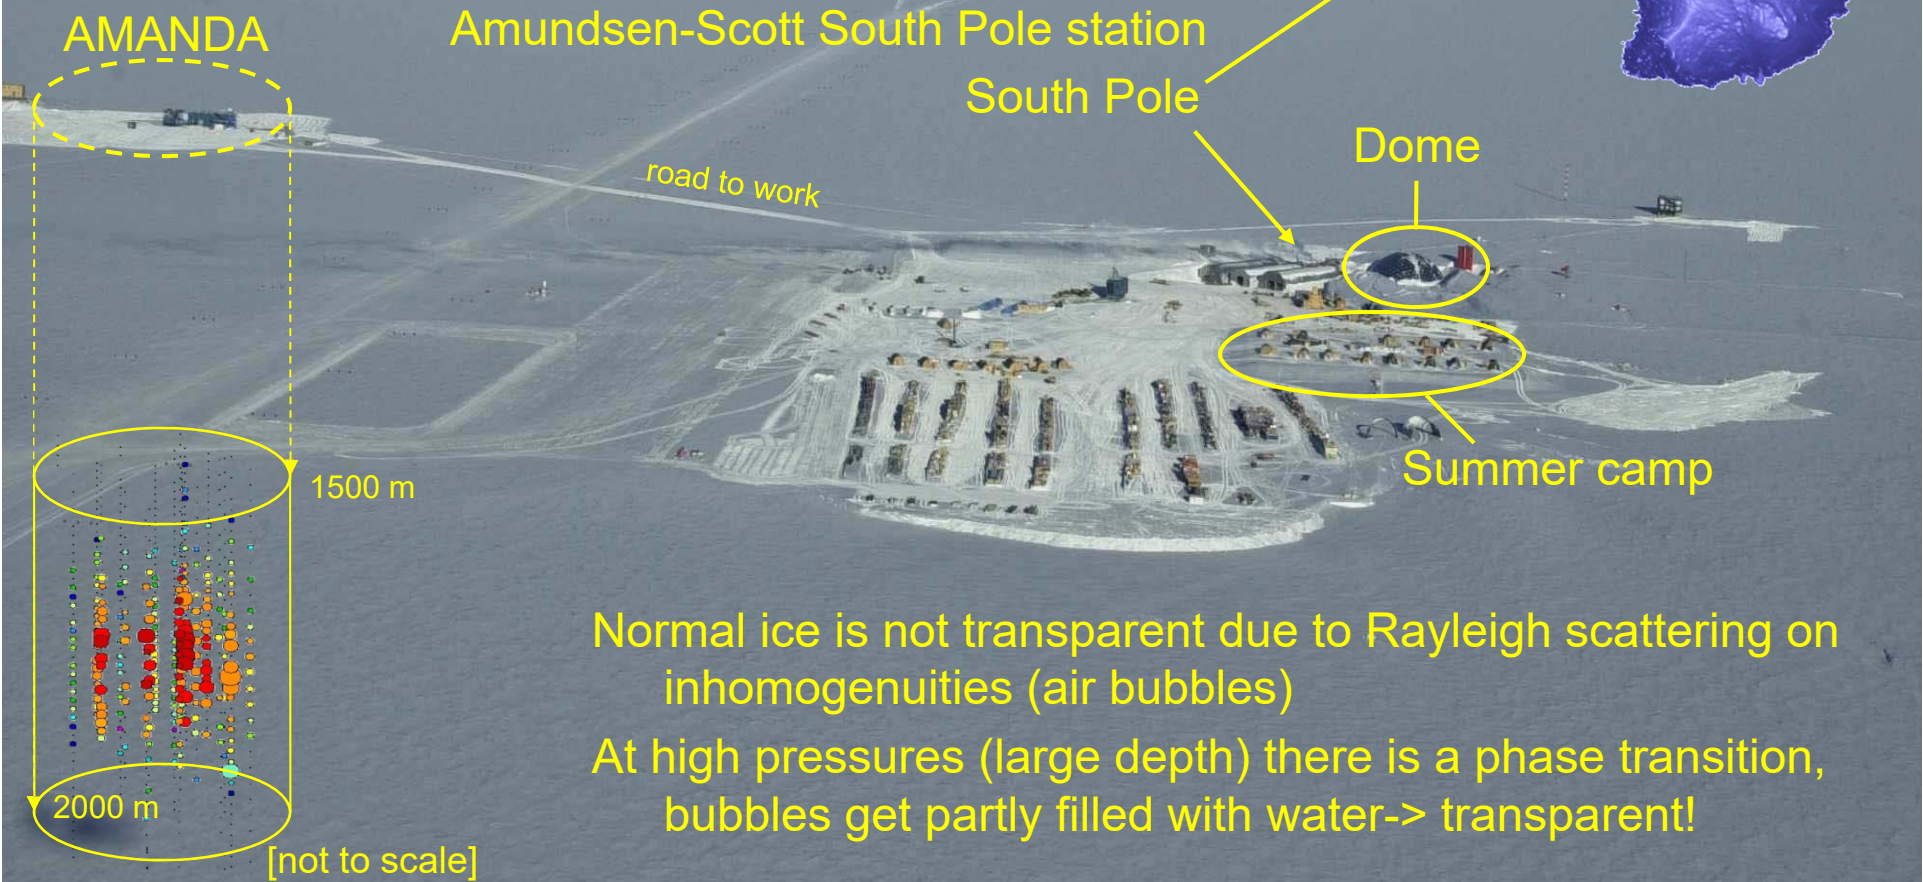 AMANDA
Amundsen-Scott South Pole station
South Pole
Dome
road to work
1500 m
Summer camp
Normal ice is not transparent due to Rayleigh scattering on
inhomogenuities (air bubbles)
At high pressures (large depth) there is a phase transition,
bubbles get partly filled with water-> transparent!
2000 m
[not to scale]